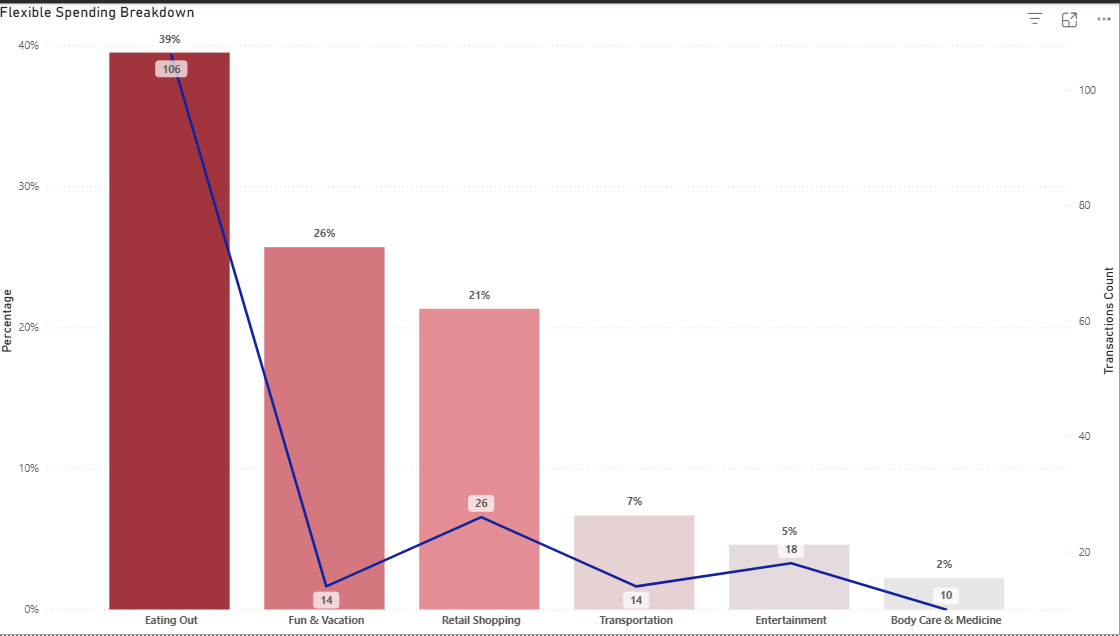 Flexible Spending Breakdown
40%
30%
20%
10%
0%
Percentage
39%
106
26%
14
21%
26
7%
14
5%
18
2%
10
100
80
60
40
20
Transactions Count
Eating Out
Fun & Vacation
Retail Shopping
Transportation
Entertainment
Body Care & Medicine